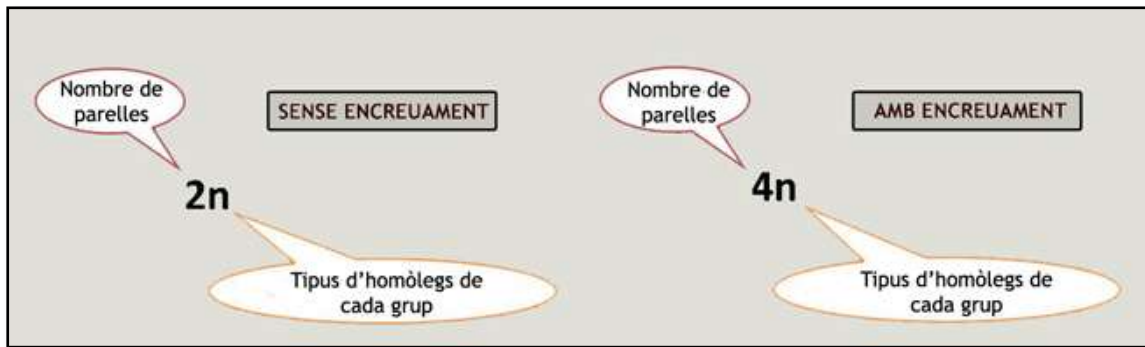 Nombre de
parelles
SENSE ENCREUAMENT
2n
Tipus d'homòlegs de
cada grup
Nombre de
parelles
AMB ENCREUAMENT
4n
Tipus d'homòlegs de
cada grup